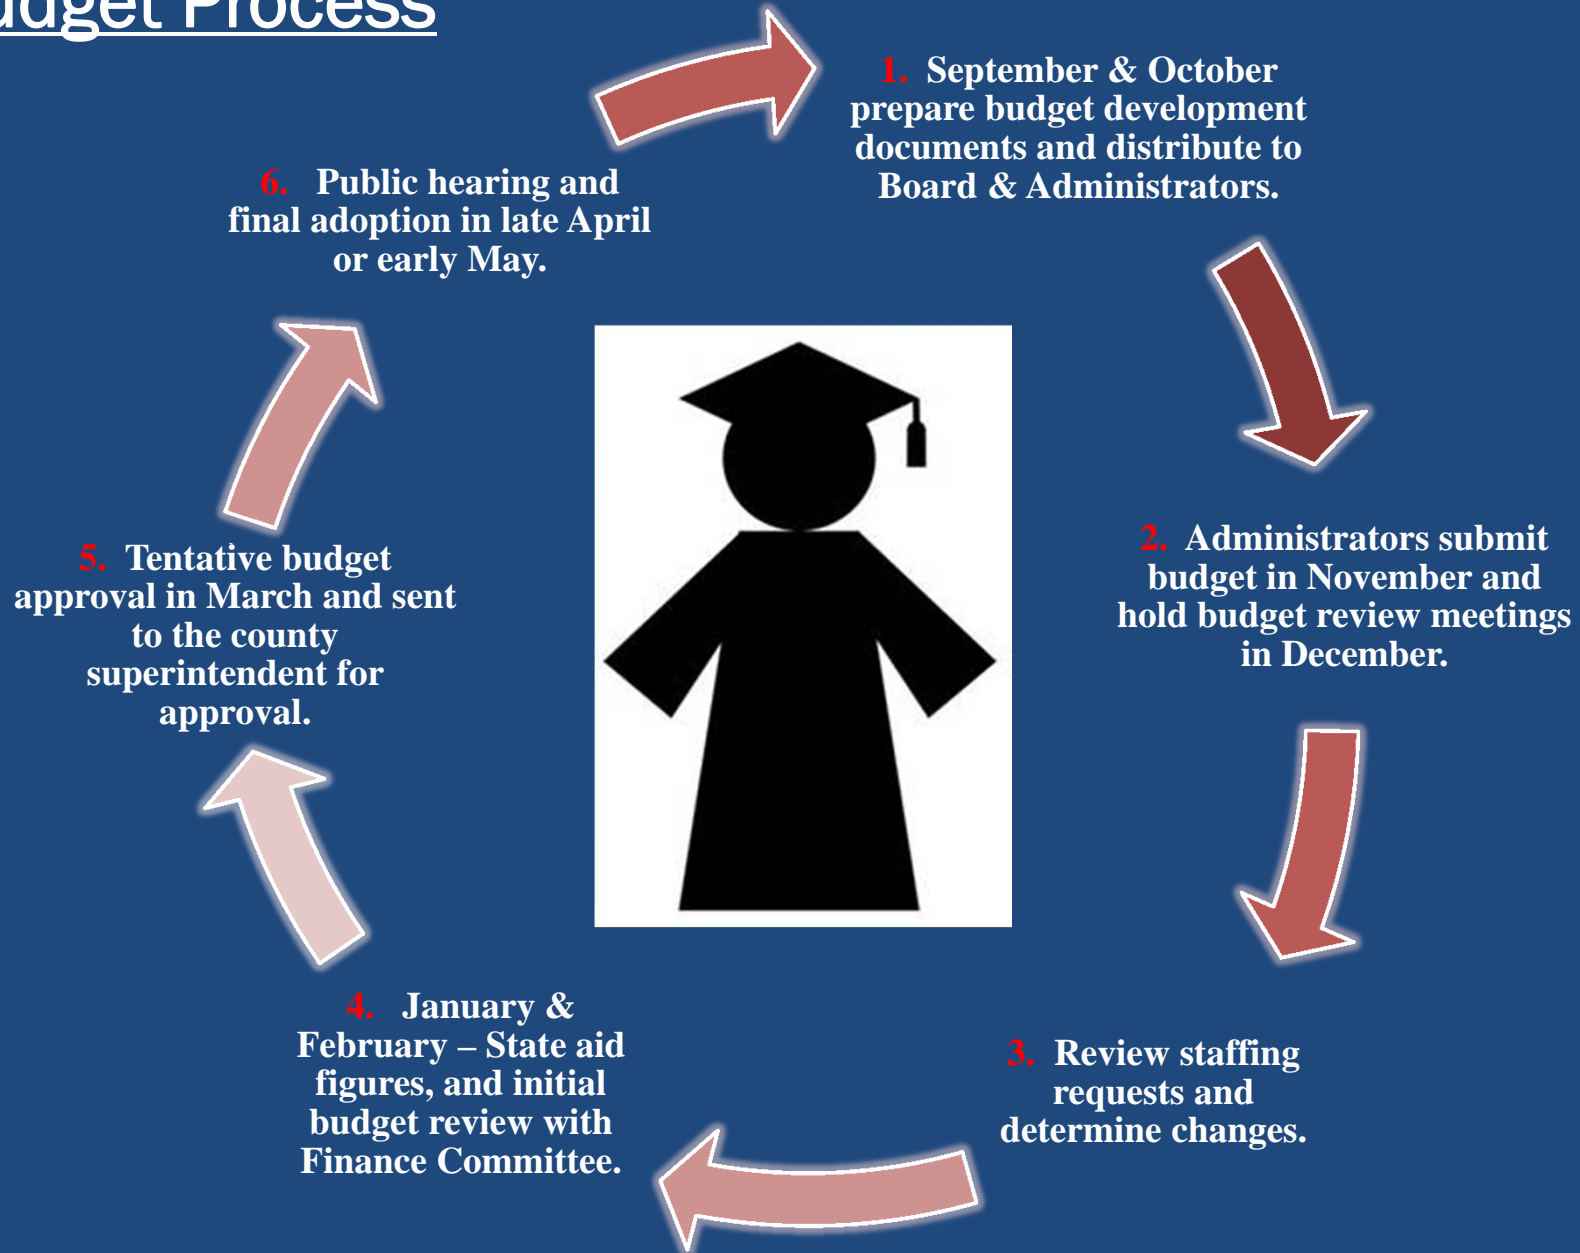 Process
1. September & October
prepare budget development
documents and distribute to
Board & Administrators.
2. Administrators submit
budget in November and
hold budget review meetings
in December.
3. Review staffing
requests and
determine changes.
4. January &
February – State aid
figures, and initial
budget review with
Finance Committee.
5. Tentative budget
approval in March and sent
to the county
superintendent for
approval.
6. Public hearing and
final adoption in late April
or early May.